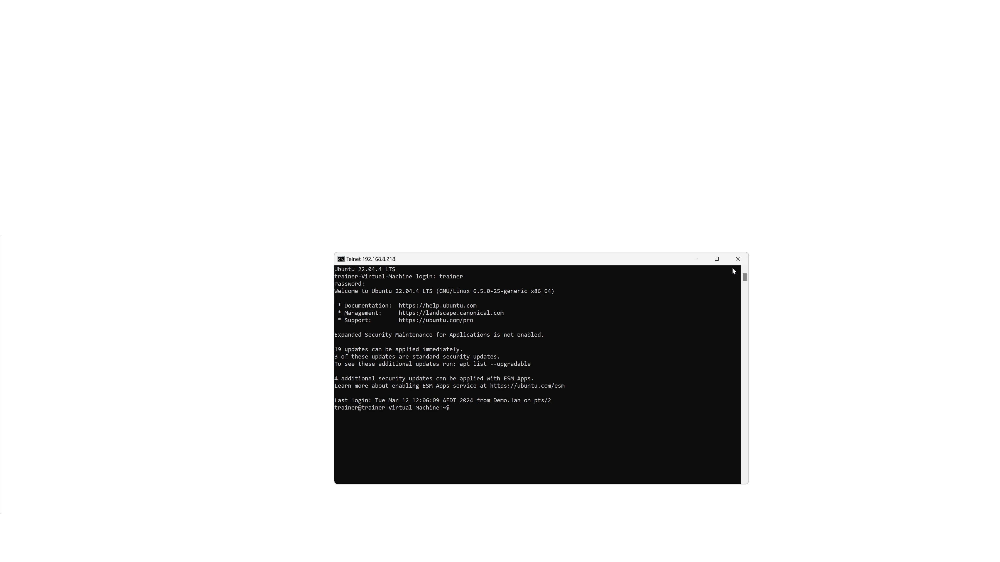 Telnet 192.168.8.218
Ubuntu 22.04.4 LTS
trainer-Virtual-Machine login: trainer
Password:
Welcome to Ubuntu 22.04.4 LTS (GNU/Linux 6.5.0-25-generic x86_64)
* Documentation:  https://help.ubuntu.com
* Management:     https://landscape.canonical.com
* Support:        https://ubuntu.com/pro
Expanded Security Maintenance for Applications is not enabled.
19 updates can be applied immediately.
3 of these updates are standard security updates.
To see these additional updates run: apt list --upgradable
4 additional security updates can be applied with ESM Apps.
Learn more about enabling ESM Apps service at https://ubuntu.com/esm
Last login: Tue Mar 12 12:06:09 AEDT 2024 from Demo.lan on pts/2
trainer@trainer-Virtual-Machine:~$